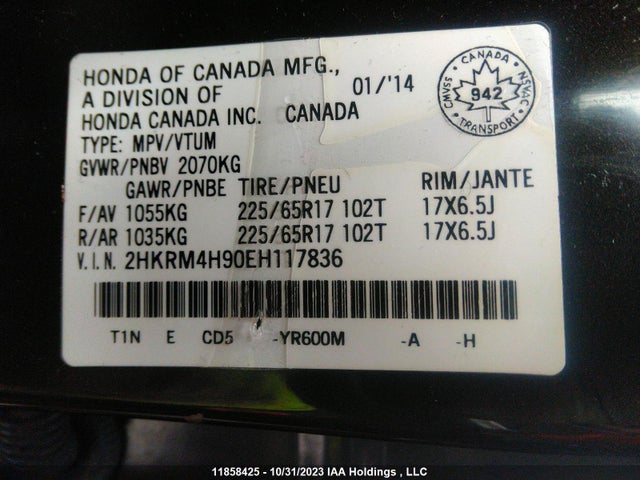 HONDA OF CANADA MFG.,
A DIVISION OF
HONDA CANADA INC. CANADA
01/'14
CANADA
CMVSS
NSVAC
942
TRANSPORT
TYPE: MPV/VTUM
GVWR/PNBV 2070KG
GAWR/PNBE TIRE/PNEU RIM/JANTE
F/AV 1055KG 225/65R17 102T 17X6.5J
R/AR 1035KG 225/65R17 102T 17X6.5J
V.I.N. 2HKRM4H90EH117836
T1N E CD5 -YR600M -A -H
11858425 - 10/31/2023 IAA Holdings , LLC